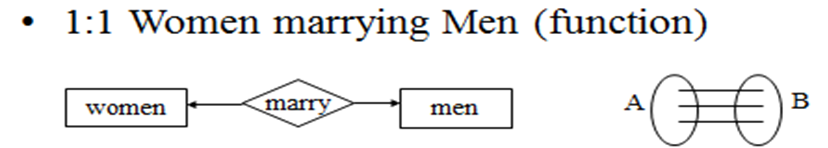 • 1:1 Women marrying Men (function)
women marry men A B